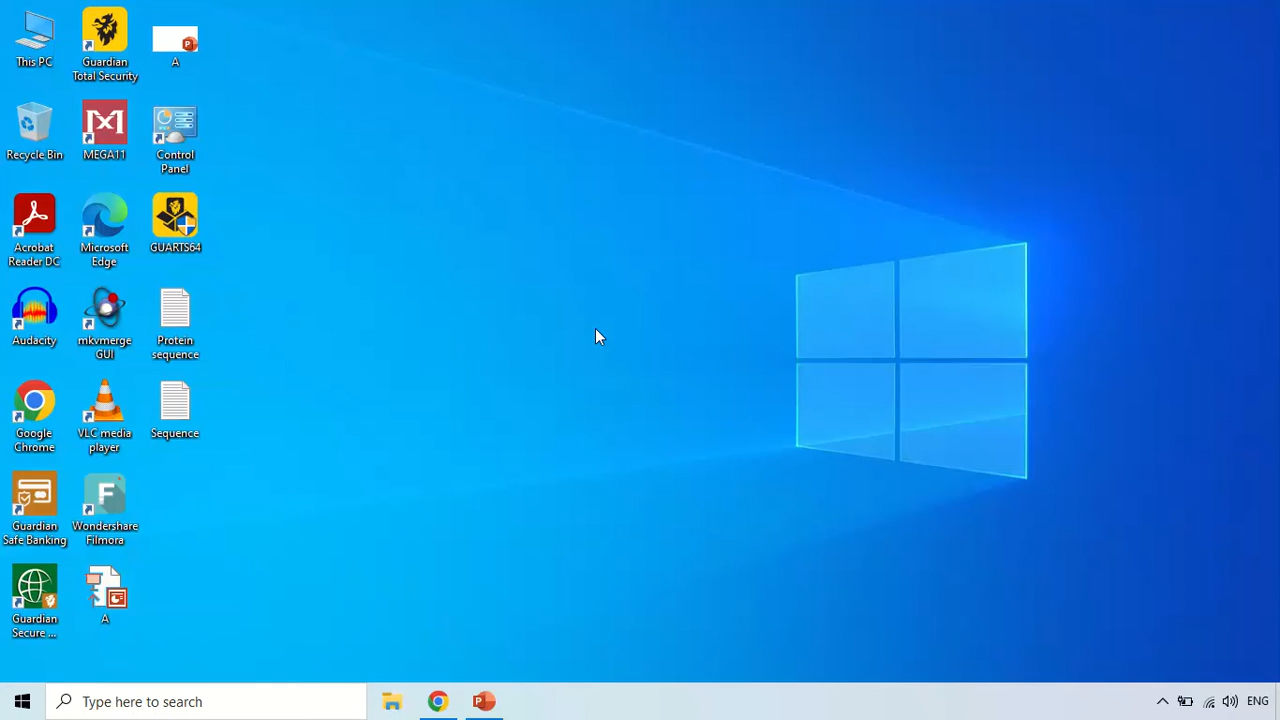 This PC
Guardian
Total Security
A
Recycle Bin
MEGA11
Control
Panel
Acrobat
Reader DC
Microsoft
Edge
GUARTS64
Audacity
mkvmerge
GUI
Protein
sequence
Google
Chrome
VLC media
player
Sequence
Guardian
Safe Banking
Wondershare
Filmora
Guardian
Secure ...
A
Type here to search
ENG